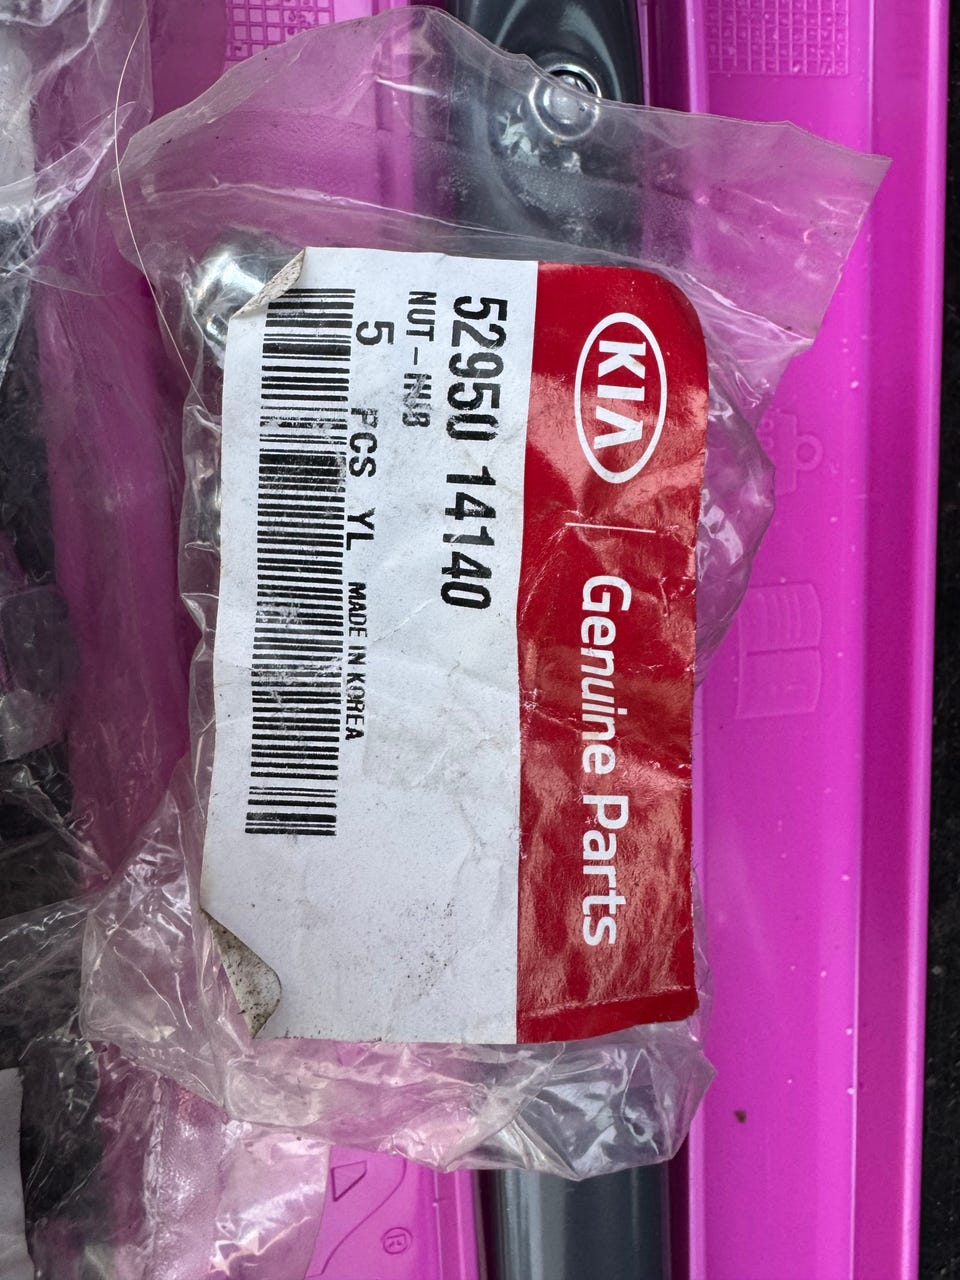 KIA | Genuine Parts
52950 14140
NUT-HUB
5 PCS YL MADE IN KOREA